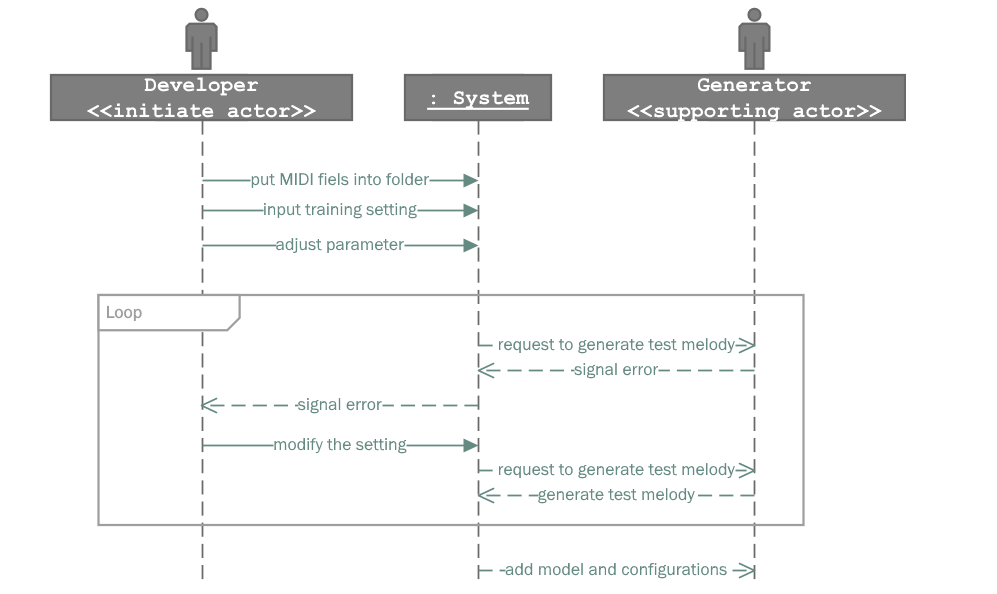 Developer
<<initiate actor>>
: System
Generator
<<supporting actor>>
put MIDI fiels into folder
input training setting
adjust parameter
Loop
request to generate test melody
signal error
signal error
modify the setting
request to generate test melody
generate test melody
add model and configurations